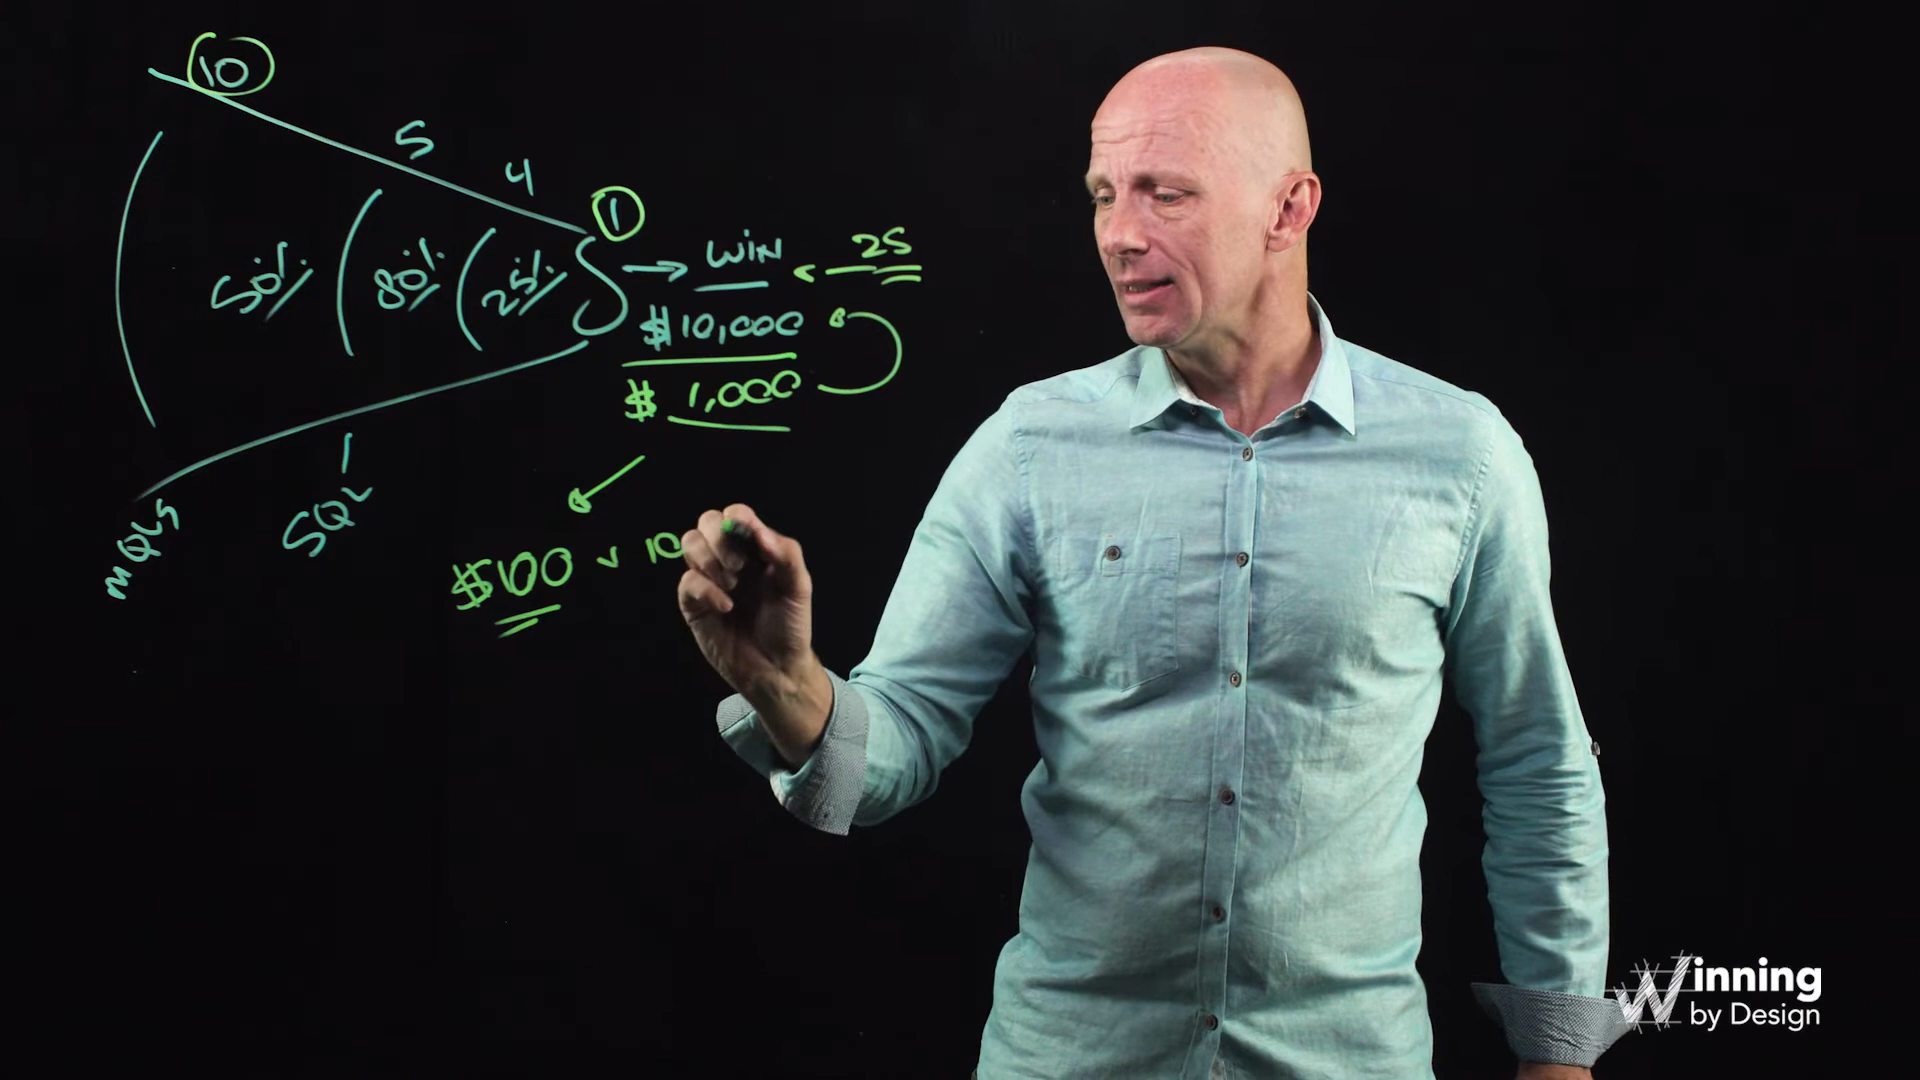 10
5
4
1
50% 80% 25% → WIN ← 25
$10,000
$ 1,000
MQLS
SQL
$100 × 10
Winning
by Design